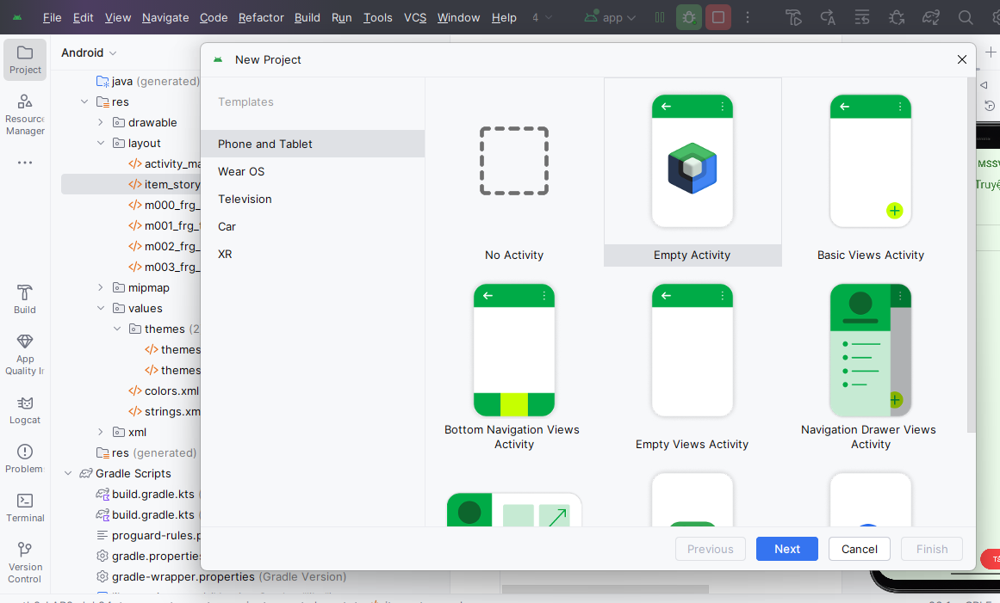 File Edit View Navigate Code Refactor Build Run Tools VCS Window Help 4 app
Project
Resource
Manager
Build
App
Quality
Logcat
Problem
Terminal
Version
Control
Android
java (generated)
res
drawable
layout
activity_ma
item_story
m000_frg_
m001_frg_
m002_frg_
m003_frg_
mipmap
values
themes (2
themes
themes
colors.xml
strings.xm
xml
res (generated)
Gradle Scripts
build.gradle.kts (
build.gradle.kts (
proguard-rules.p
gradle.properties
gradle-wrapper.properties (Gradle Version)
New Project
Templates
Phone and Tablet
Wear OS
Television
Car
XR
No Activity
Empty Activity
Basic Views Activity
Bottom Navigation Views
Activity
Empty Views Activity
Navigation Drawer Views
Activity
Previous
Next
Cancel
Finish
MSSV
Truyệ